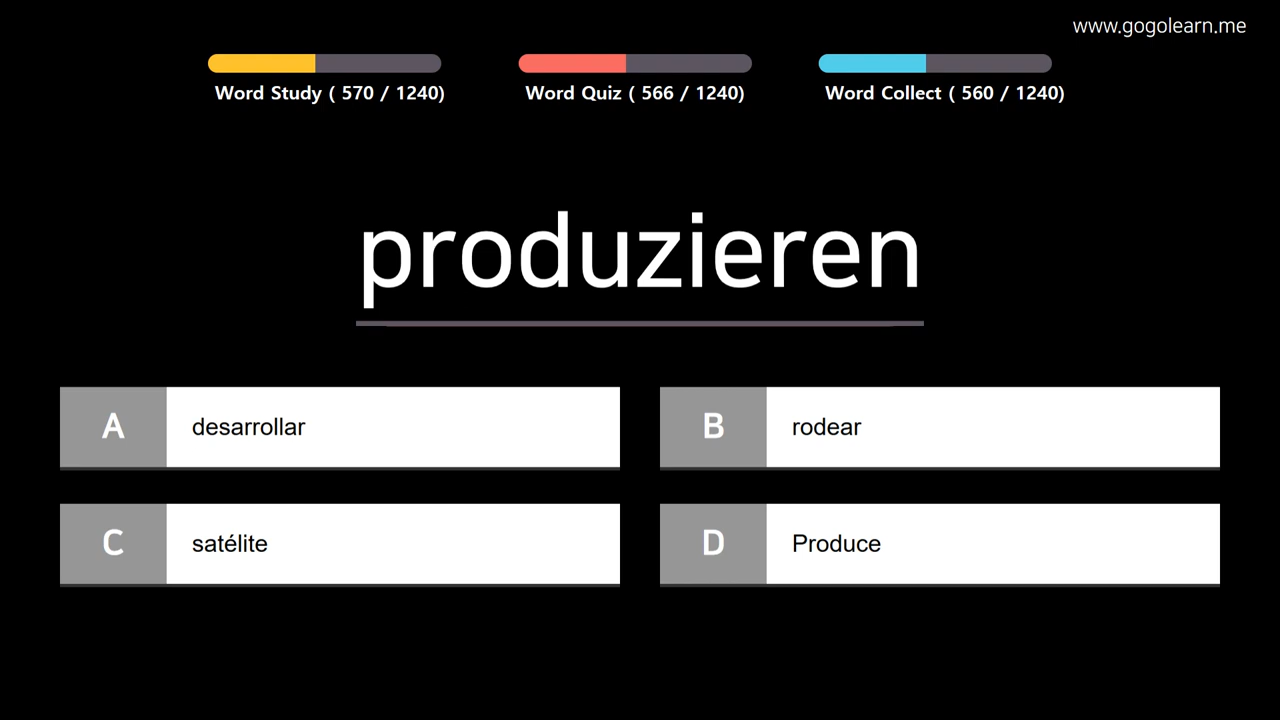 www.gogolearn.me
Word Study ( 570 / 1240)
Word Quiz ( 566 / 1240)
Word Collect ( 560 / 1240)
produzieren
A desarrollar
B rodear
C satélite
D Produce